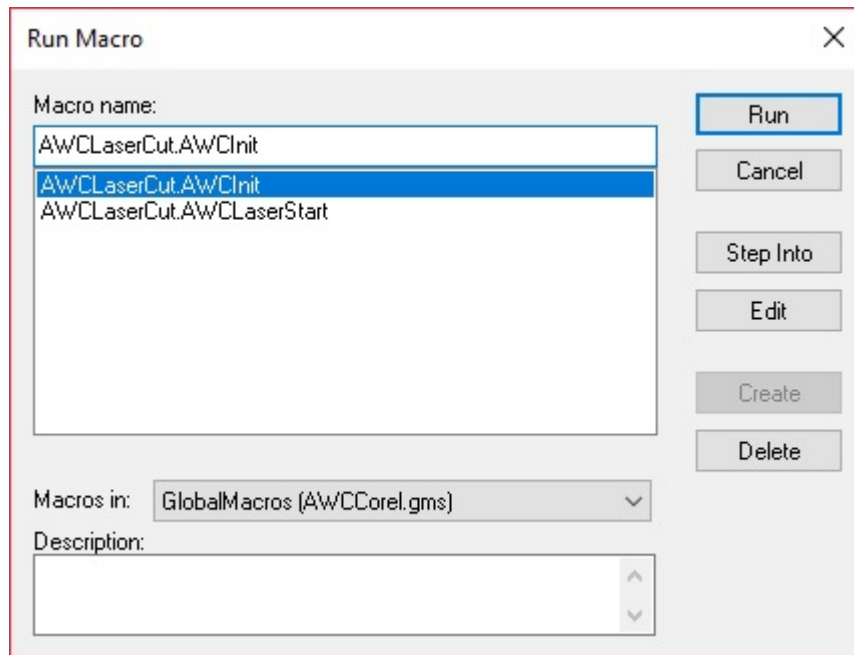 Run Macro
Macro name:
AWCLaserCut.AWCInit
AWCLaserCut.AWCInit
AWCLaserCut.AWCLaserStart
Run
Cancel
Step Into
Edit
Create
Delete
Macros in: GlobalMacros (AWCCorel.gms)
Description: